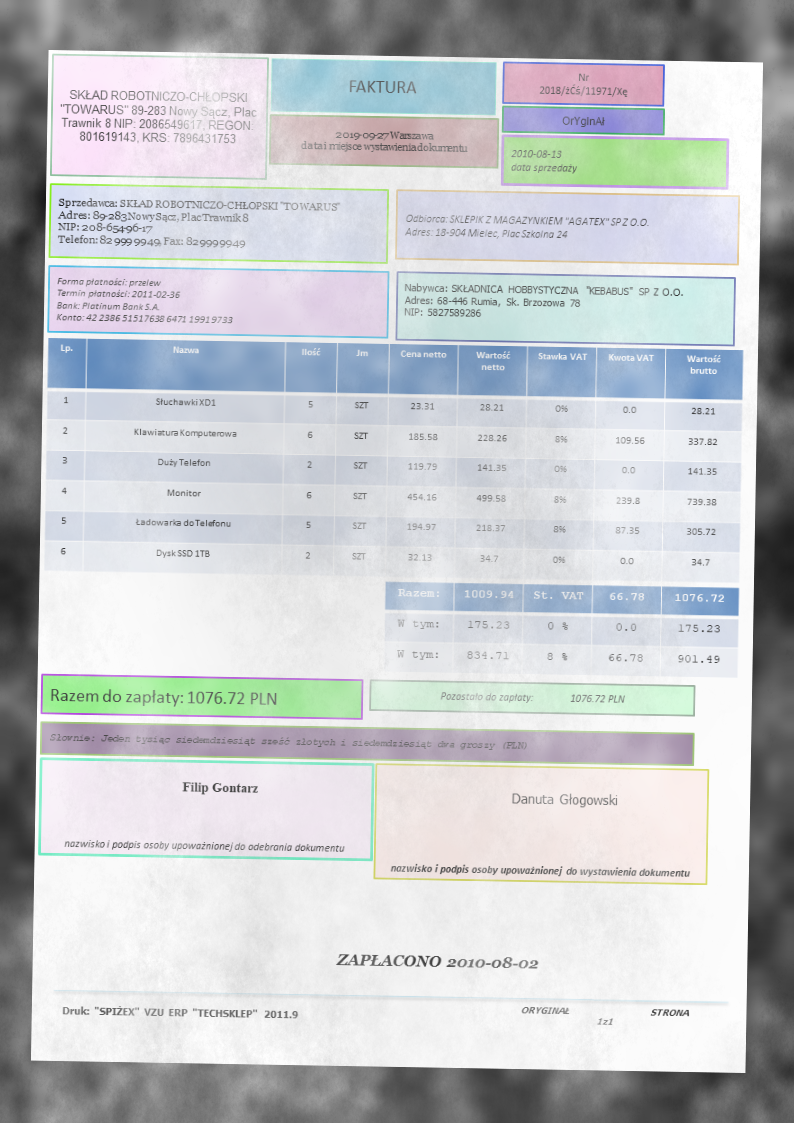 SKŁAD ROBOTNICZO-CHŁOPSKI
"TOWARUS" 89-283 Nowy Sącz, Plac
Trawnik 8 NIP: 2086549617, REGON:
801619143, KRS: 7896431753
FAKTURA
2019-09-27 Warszawa
data i miejsce wystawienia dokumentu
Nr
2018/żĆś/11971/Xę
OrYgInAł
2010-08-13
data sprzedaży
Sprzedawca: SKŁAD ROBOTNICZO-CHŁOPSKI "TOWARUS"
Adres: 89-283 Nowy Sącz, Plac Trawnik 8
NIP: 208-654-96-17
Telefon: 82 999 99 49, Fax: 82 999 99 49
Odbiorca: SKLEPIK Z MAGAZYNKIEM "AGATEX" SP Z O.O.
Adres: 18-904 Mielec, Plac Szkolna 24
Forma płatności: przelew
Termin płatności: 2011-02-36
Bank: Platinum Bank S.A.
Konto: 42 2386 5151 7638 6471 1991 9733
Nabywca: SKŁADNICA HOBBYSTYCZNA "KEBABUS" SP Z O.O.
Adres: 68-446 Rumia, Sk. Brzozowa 78
NIP: 5827589286
Lp. Nazwa Ilość Jm Cena netto Wartość netto Stawka VAT Kwota VAT Wartość brutto
1 Słuchawki XD1 5 SZT 23.31 28.21 0% 0.0 28.21
2 Klawiatura Komputerowa 6 SZT 185.58 228.26 8% 109.56 337.82
3 Duży Telefon 2 SZT 119.79 141.35 0% 0.0 141.35
4 Monitor 6 SZT 454.16 499.58 8% 239.8 739.38
5 Ładowarka do Telefonu 5 SZT 194.97 218.37 8% 87.35 305.72
6 Dysk SSD 1TB 2 SZT 32.13 34.7 0% 0.0 34.7
Razem: 1009.94 St. VAT 66.78 1076.72
W tym: 175.23 0 % 0.0 175.23
W tym: 834.71 8 % 66.78 901.49
Razem do zapłaty: 1076.72 PLN
Pozostało do zapłaty: 1076.72 PLN
Słownie: Jeden tysiąc siedemdziesiąt sześć złotych i siedemdziesiąt dwa groszy (PLN)
Filip Gontarz
nazwisko i podpis osoby upoważnionej do odebrania dokumentu
Danuta Głogowski
nazwisko i podpis osoby upoważnionej do wystawienia dokumentu
ZAPŁACONO 2010-08-02
Druk: "SPIŻEX" VZU ERP "TECHSKLEP" 2011.9
ORYGINAŁ STRONA
1z1